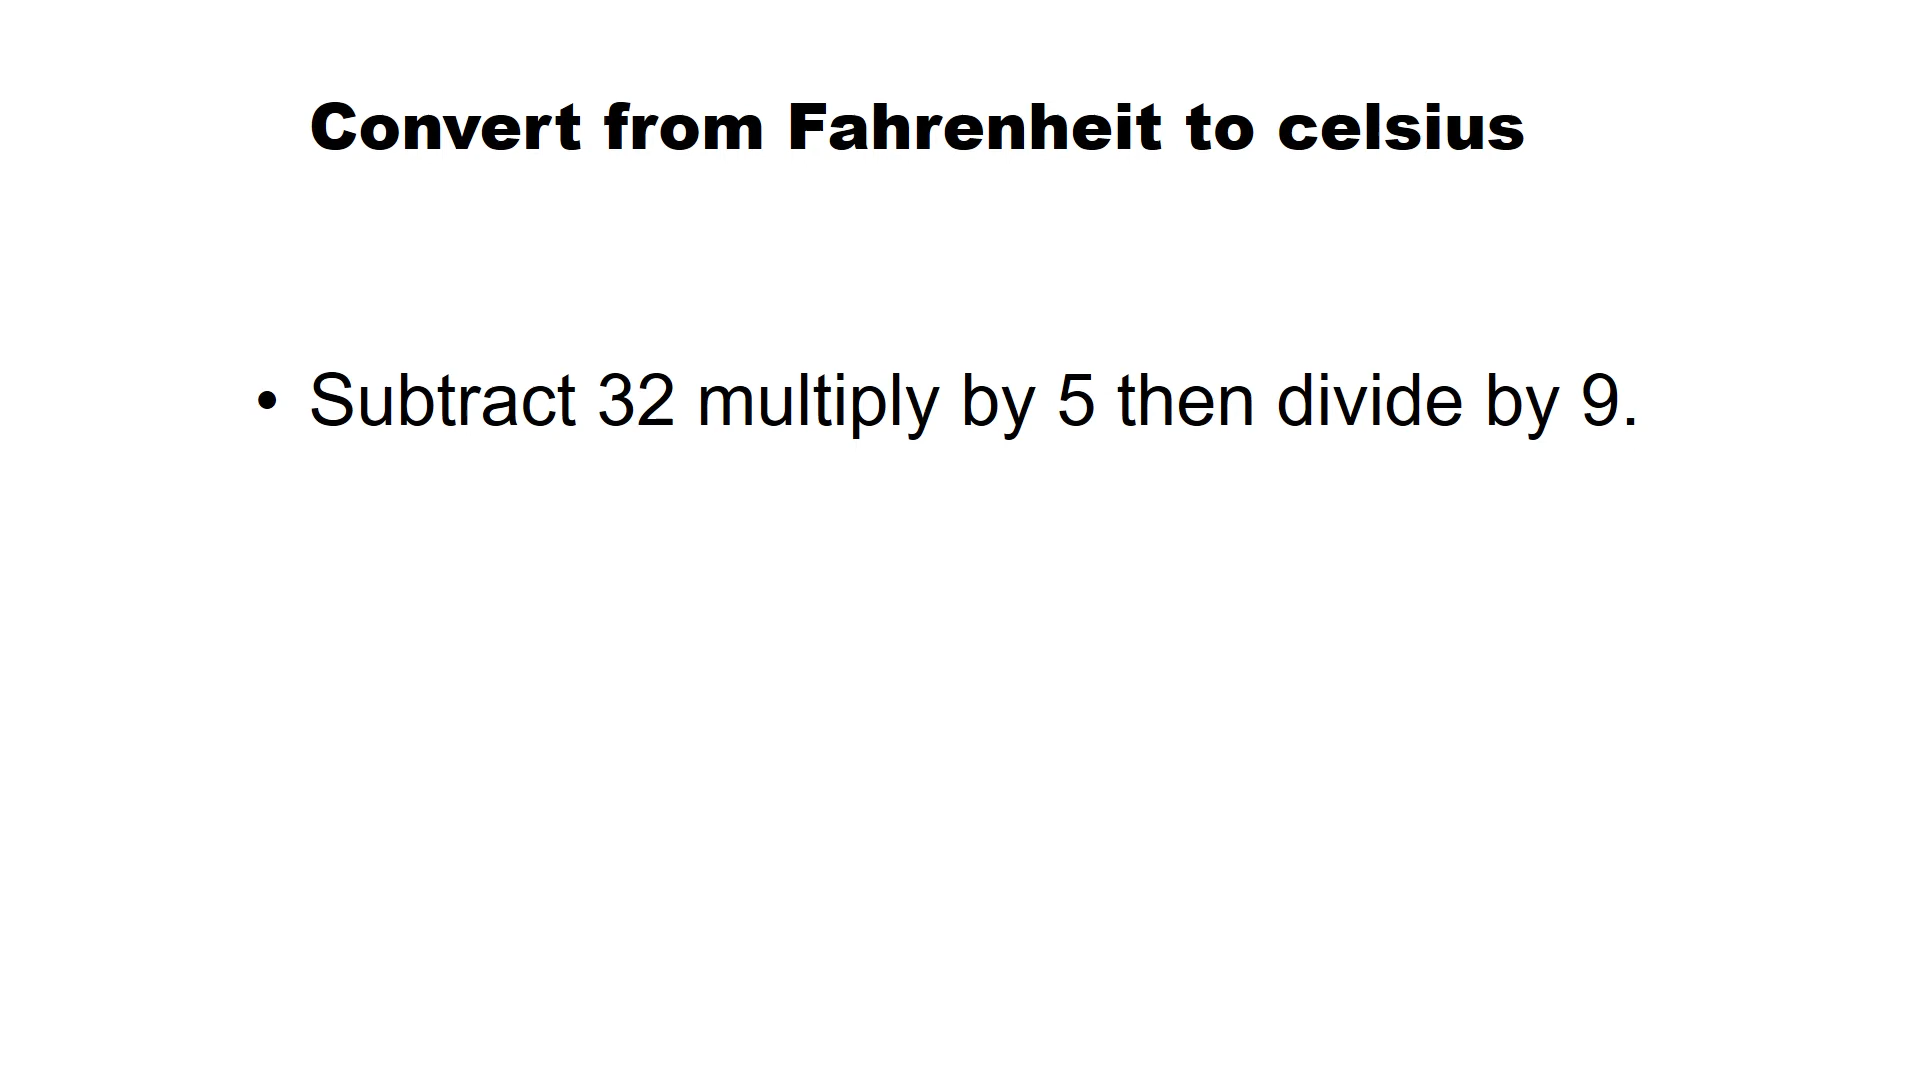 Convert from Fahrenheit to celsius
• Subtract 32 multiply by 5 then divide by 9.